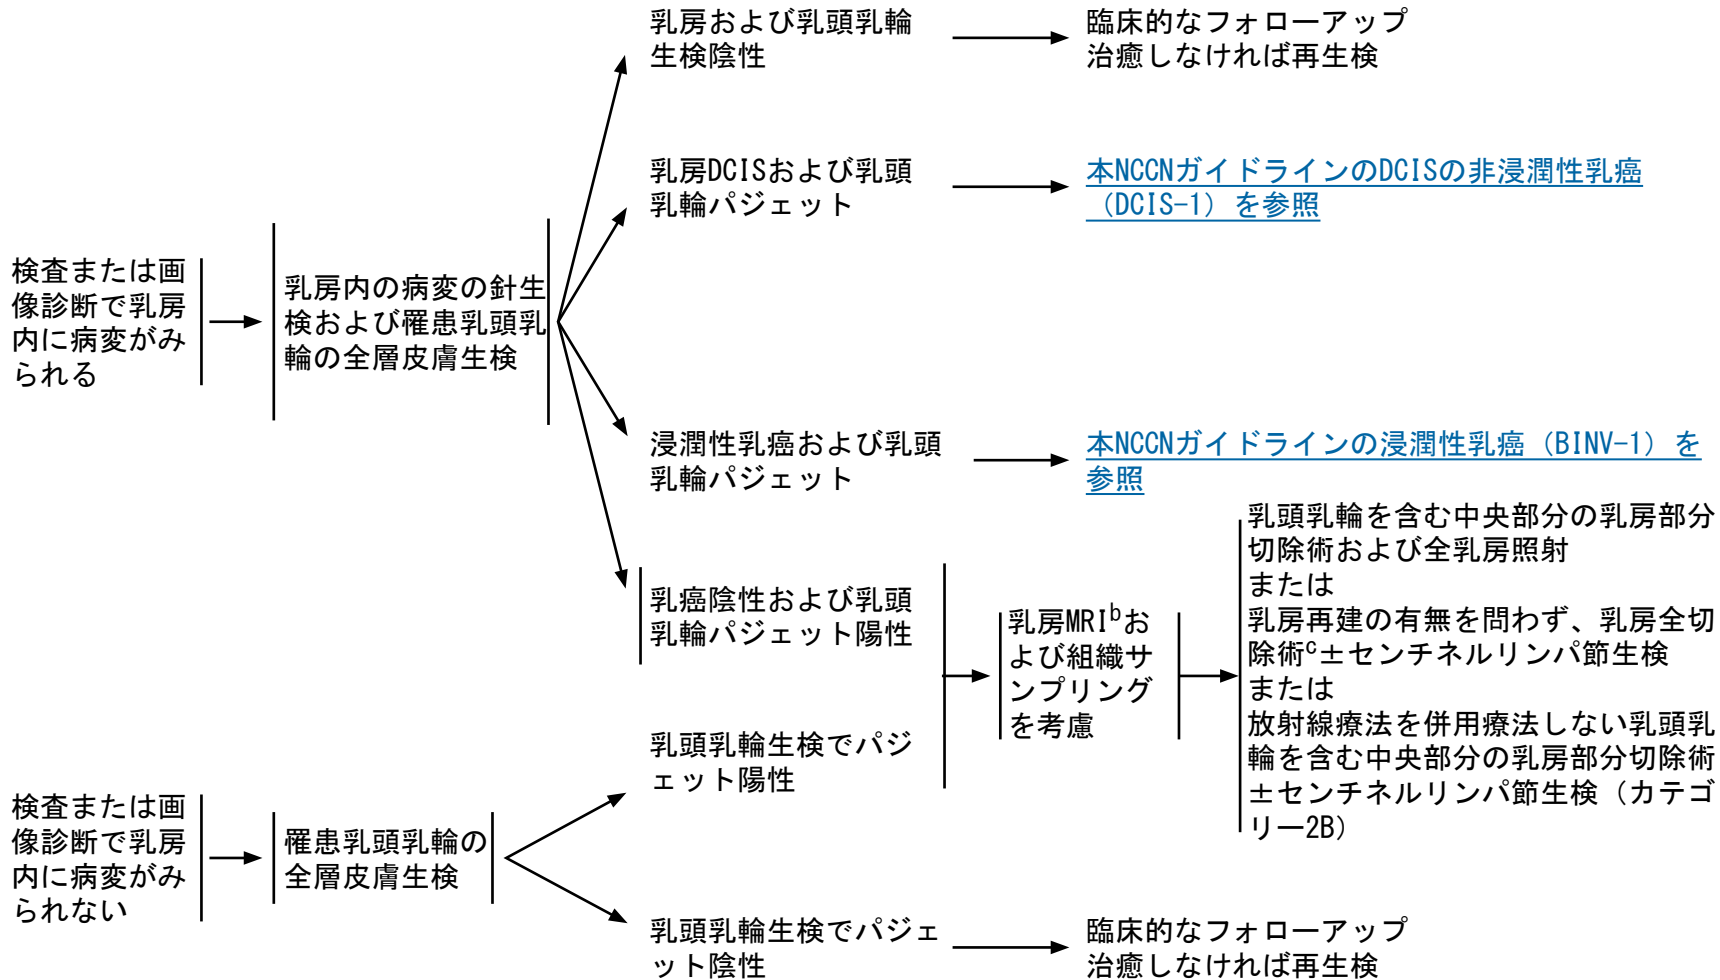 検査または画
像診断で乳房
内に病変がみ
られる
乳房内の病変の針生
検および罹患乳頭乳
輪の全層皮膚生検
乳房および乳頭乳輪
生検陰性
臨床的なフォローアップ
治癒しなければ再生検
乳房DCISおよび乳頭
乳輪パジェット
本NCCNガイドラインのDCISの非浸潤性乳癌
（DCIS-1）を参照
浸潤性乳癌および乳頭
乳輪パジェット
本NCCNガイドラインの浸潤性乳癌（BINV-1）を
参照
乳癌陰性および乳頭
乳輪パジェット陽性
検査または画
像診断で乳房
内に病変がみ
られない
罹患乳頭乳輪の
全層皮膚生検
乳頭乳輪生検でパジ
ェット陽性
乳房MRIbお
よび組織サ
ンプリング
を考慮
乳頭乳輪を含む中央部分の乳房部分
切除術および全乳房照射
または
乳房再建の有無を問わず、乳房全切
除術c±センチネルリンパ節生検
または
放射線療法を併用療法しない乳頭乳
輪を含む中央部分の乳房部分切除術
±センチネルリンパ節生検（カテゴ
リー2B）
乳頭乳輪生検でパジェ
ット陰性
臨床的なフォローアップ
治癒しなければ再生検